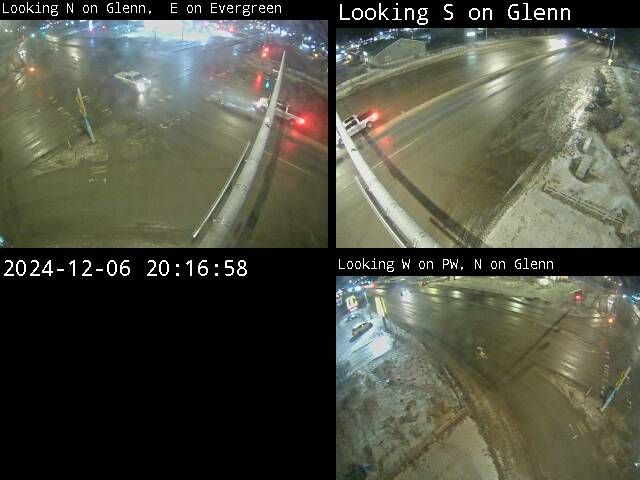 Looking N on Glenn,  E on Evergreen
Looking S on Glenn
2024-12-06 20:16:58
Looking W on PW, N on Glenn